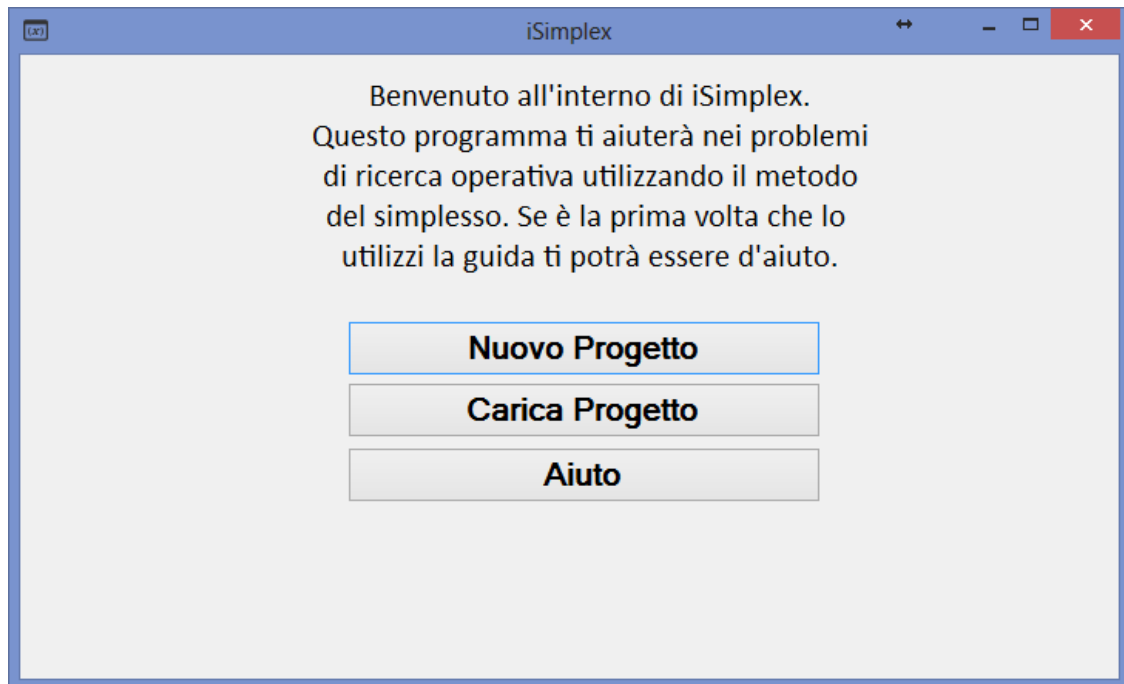 iSimplex
Benvenuto all'interno di iSimplex.
Questo programma ti aiuterà nei problemi
di ricerca operativa utilizzando il metodo
del simplesso. Se è la prima volta che lo
utilizzi la guida ti potrà essere d'aiuto.
Nuovo Progetto
Carica Progetto
Aiuto